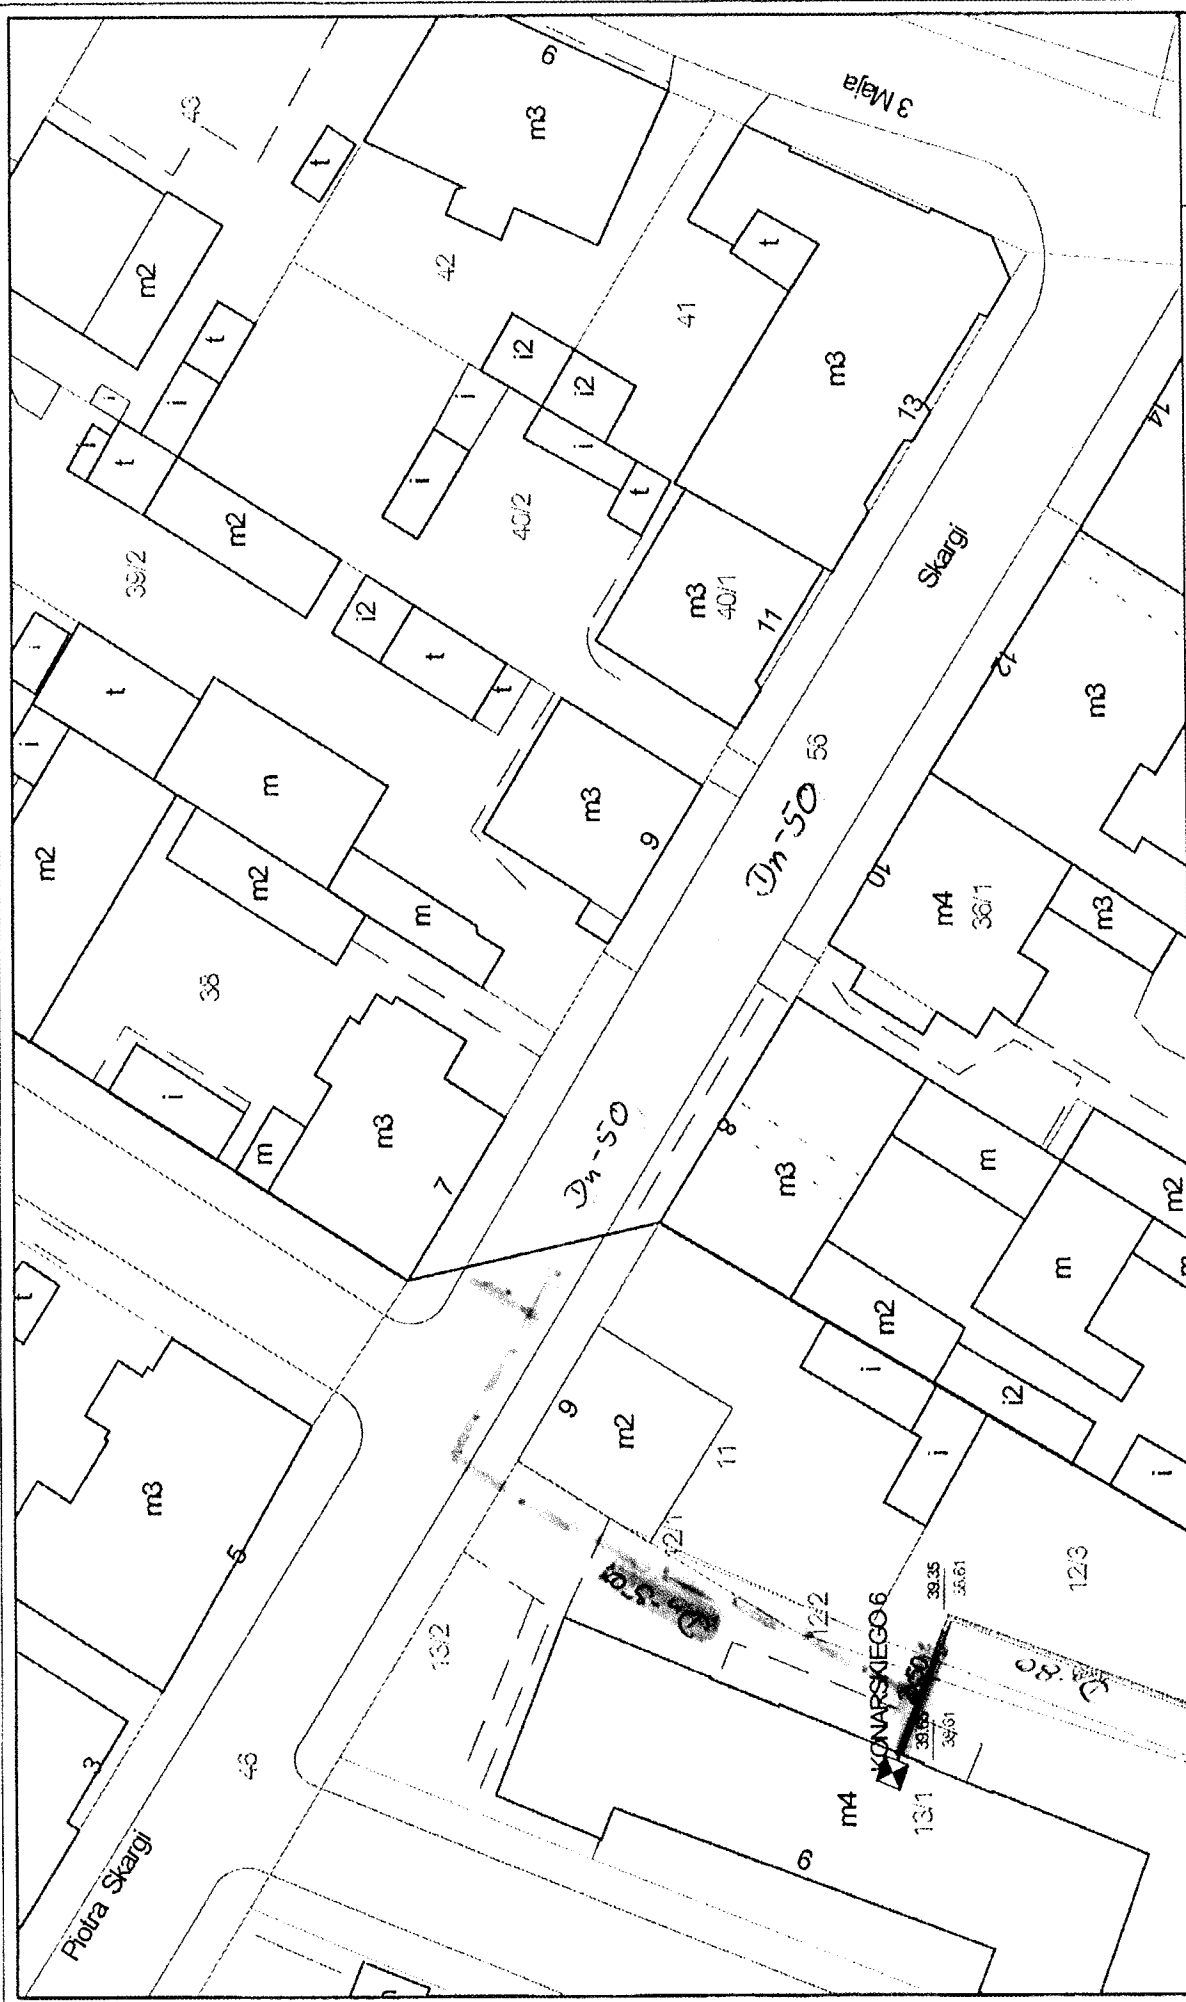 43
t
6
m3
3 Maja
m2
t
i
42
t
41
i2
i2
i
i
i
i
t
m2
39/2
40/2
t
m3
13
14
Skargi
i
t
i
m2
m
m2
m
i2
t
t
m3
9
m3
40/1
11
56
Dn-50
12
m3
10
m4
36/1
m3
38
i
m
m3
7
Dn-50
8
m3
m
m2
m
m2
i
i2
i
i
t
m3
5
9
m2
11
12/1
12/2
12/3
13/2
3
46
Piotra Skargi
KONARSKIEGO 6
39.35
13/1
m4
9